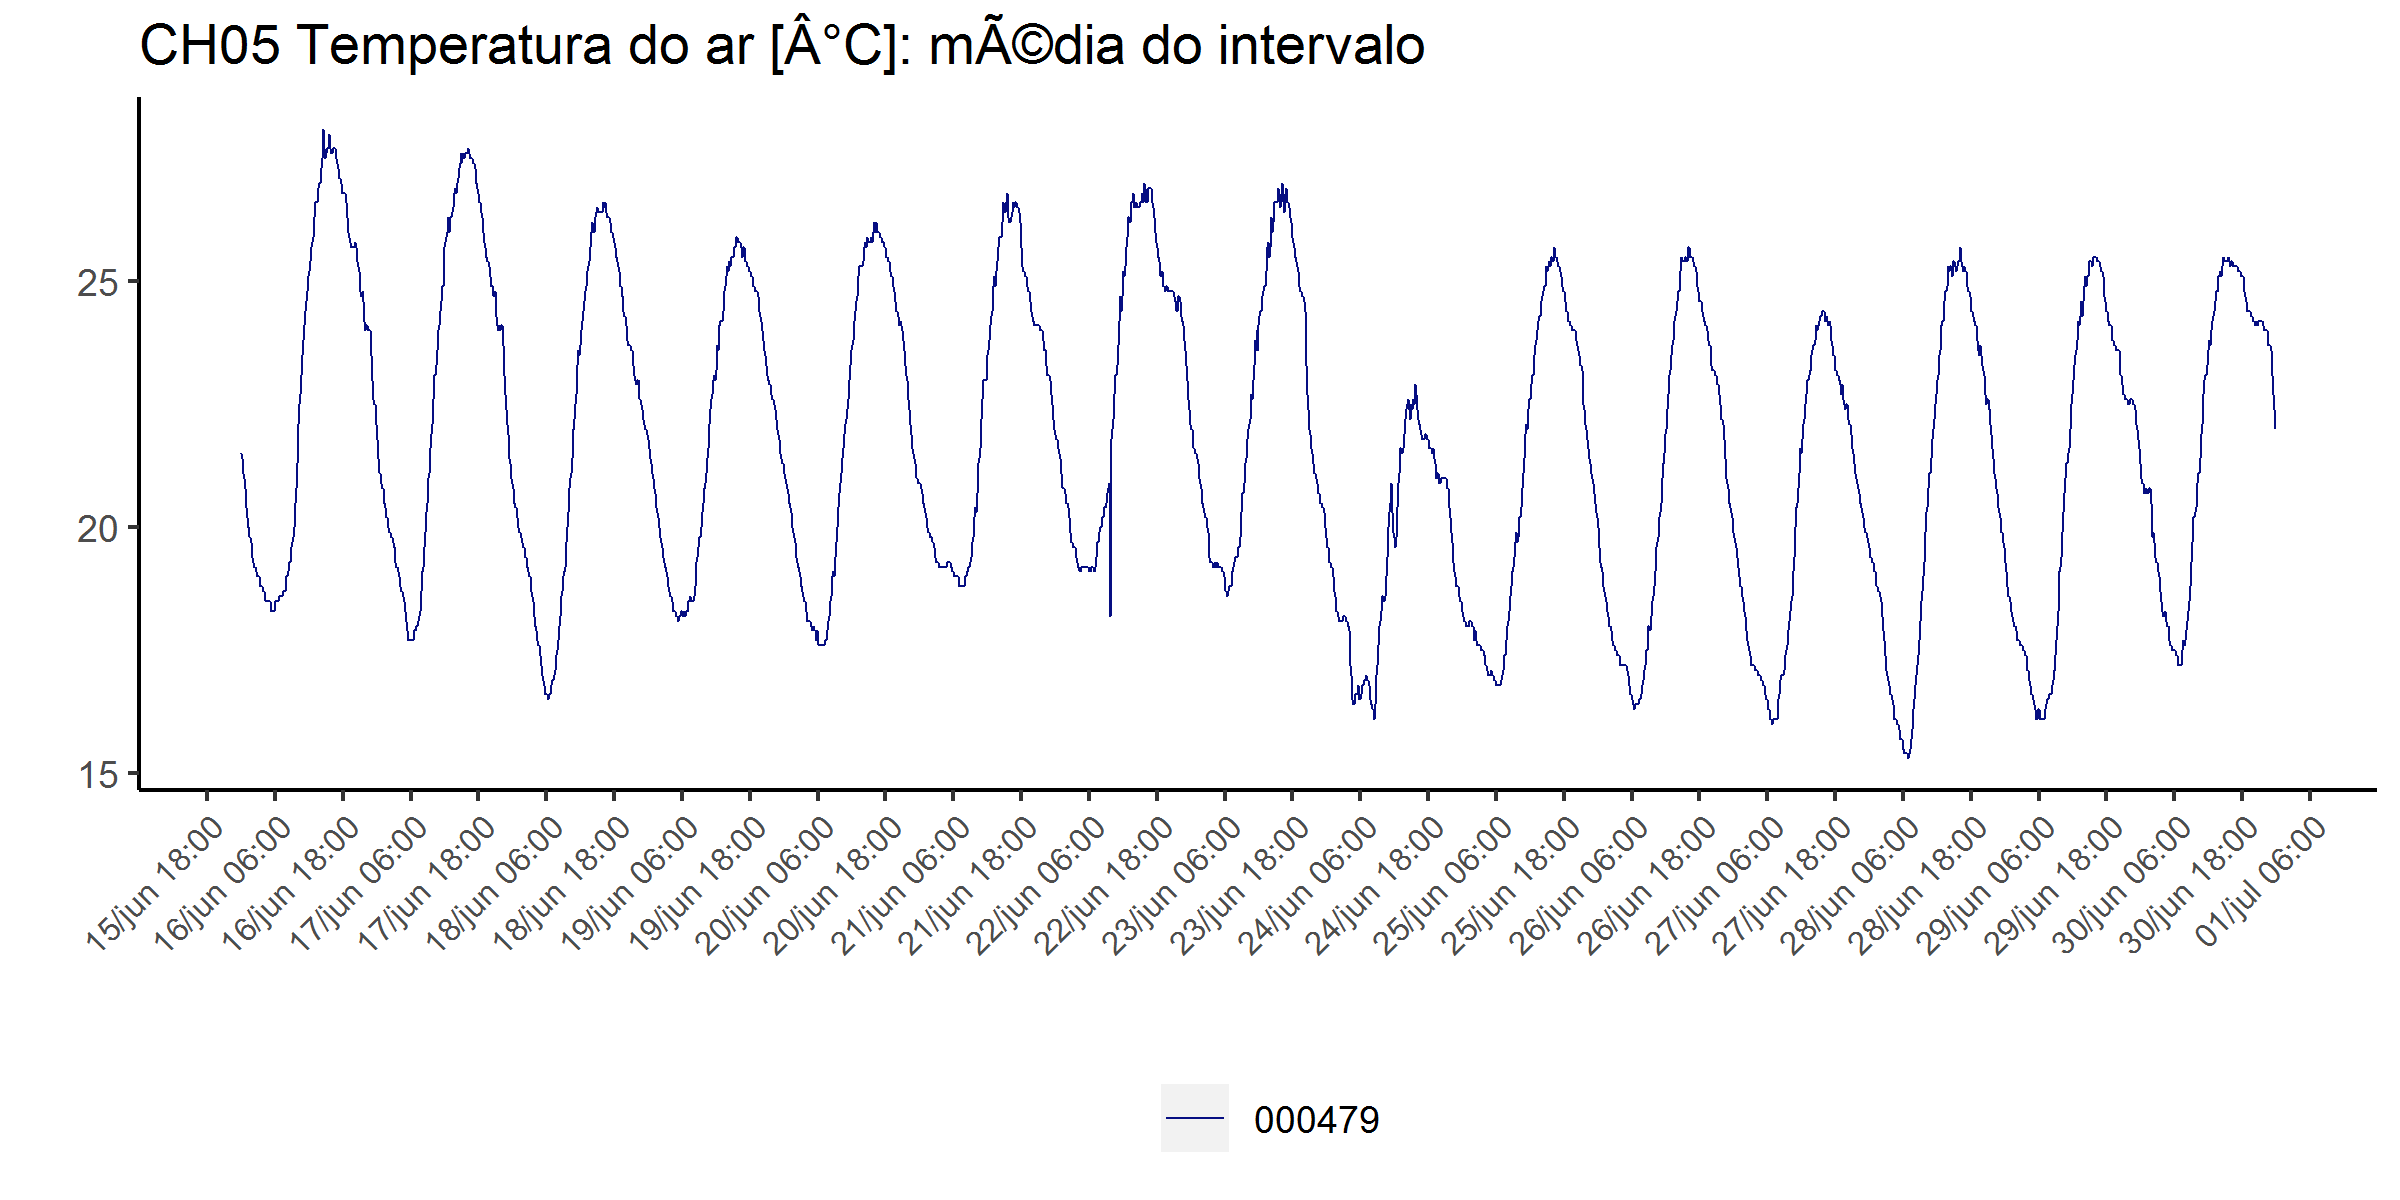 CH05 Temperatura do ar [Â°C]: mÃ©dia do intervalo
25
20
15
15/jun 18:00
16/jun 06:00
16/jun 18:00
17/jun 06:00
17/jun 18:00
18/jun 06:00
18/jun 18:00
19/jun 06:00
19/jun 18:00
20/jun 06:00
20/jun 18:00
21/jun 06:00
21/jun 18:00
22/jun 06:00
22/jun 18:00
23/jun 06:00
23/jun 18:00
24/jun 06:00
24/jun 18:00
25/jun 06:00
25/jun 18:00
26/jun 06:00
26/jun 18:00
27/jun 06:00
27/jun 18:00
28/jun 06:00
28/jun 18:00
29/jun 06:00
29/jun 18:00
30/jun 06:00
30/jun 18:00
01/jul 06:00
000479